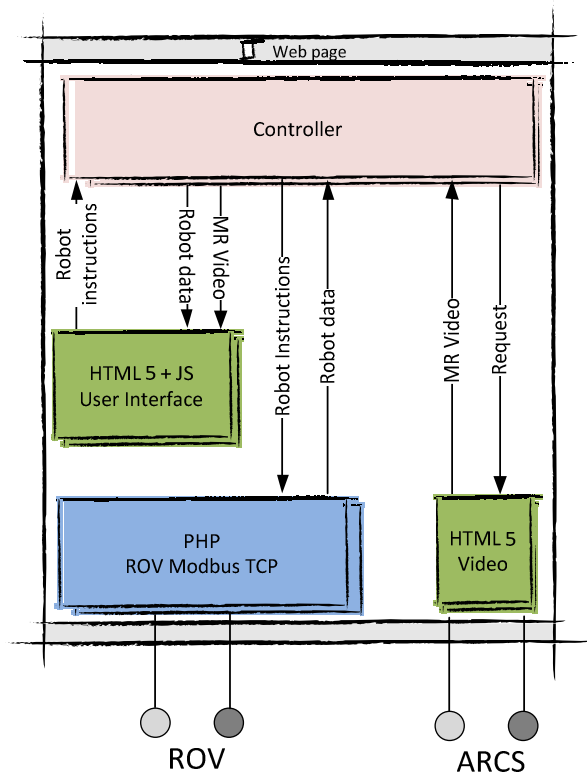 Web page
Controller
Robot
instructions
Robot data
MR Video
Robot Instructions
Robot data
MR Video
Request
HTML 5 + JS
User Interface
PHP
ROV Modbus TCP
HTML 5
Video
ROV
ARCS